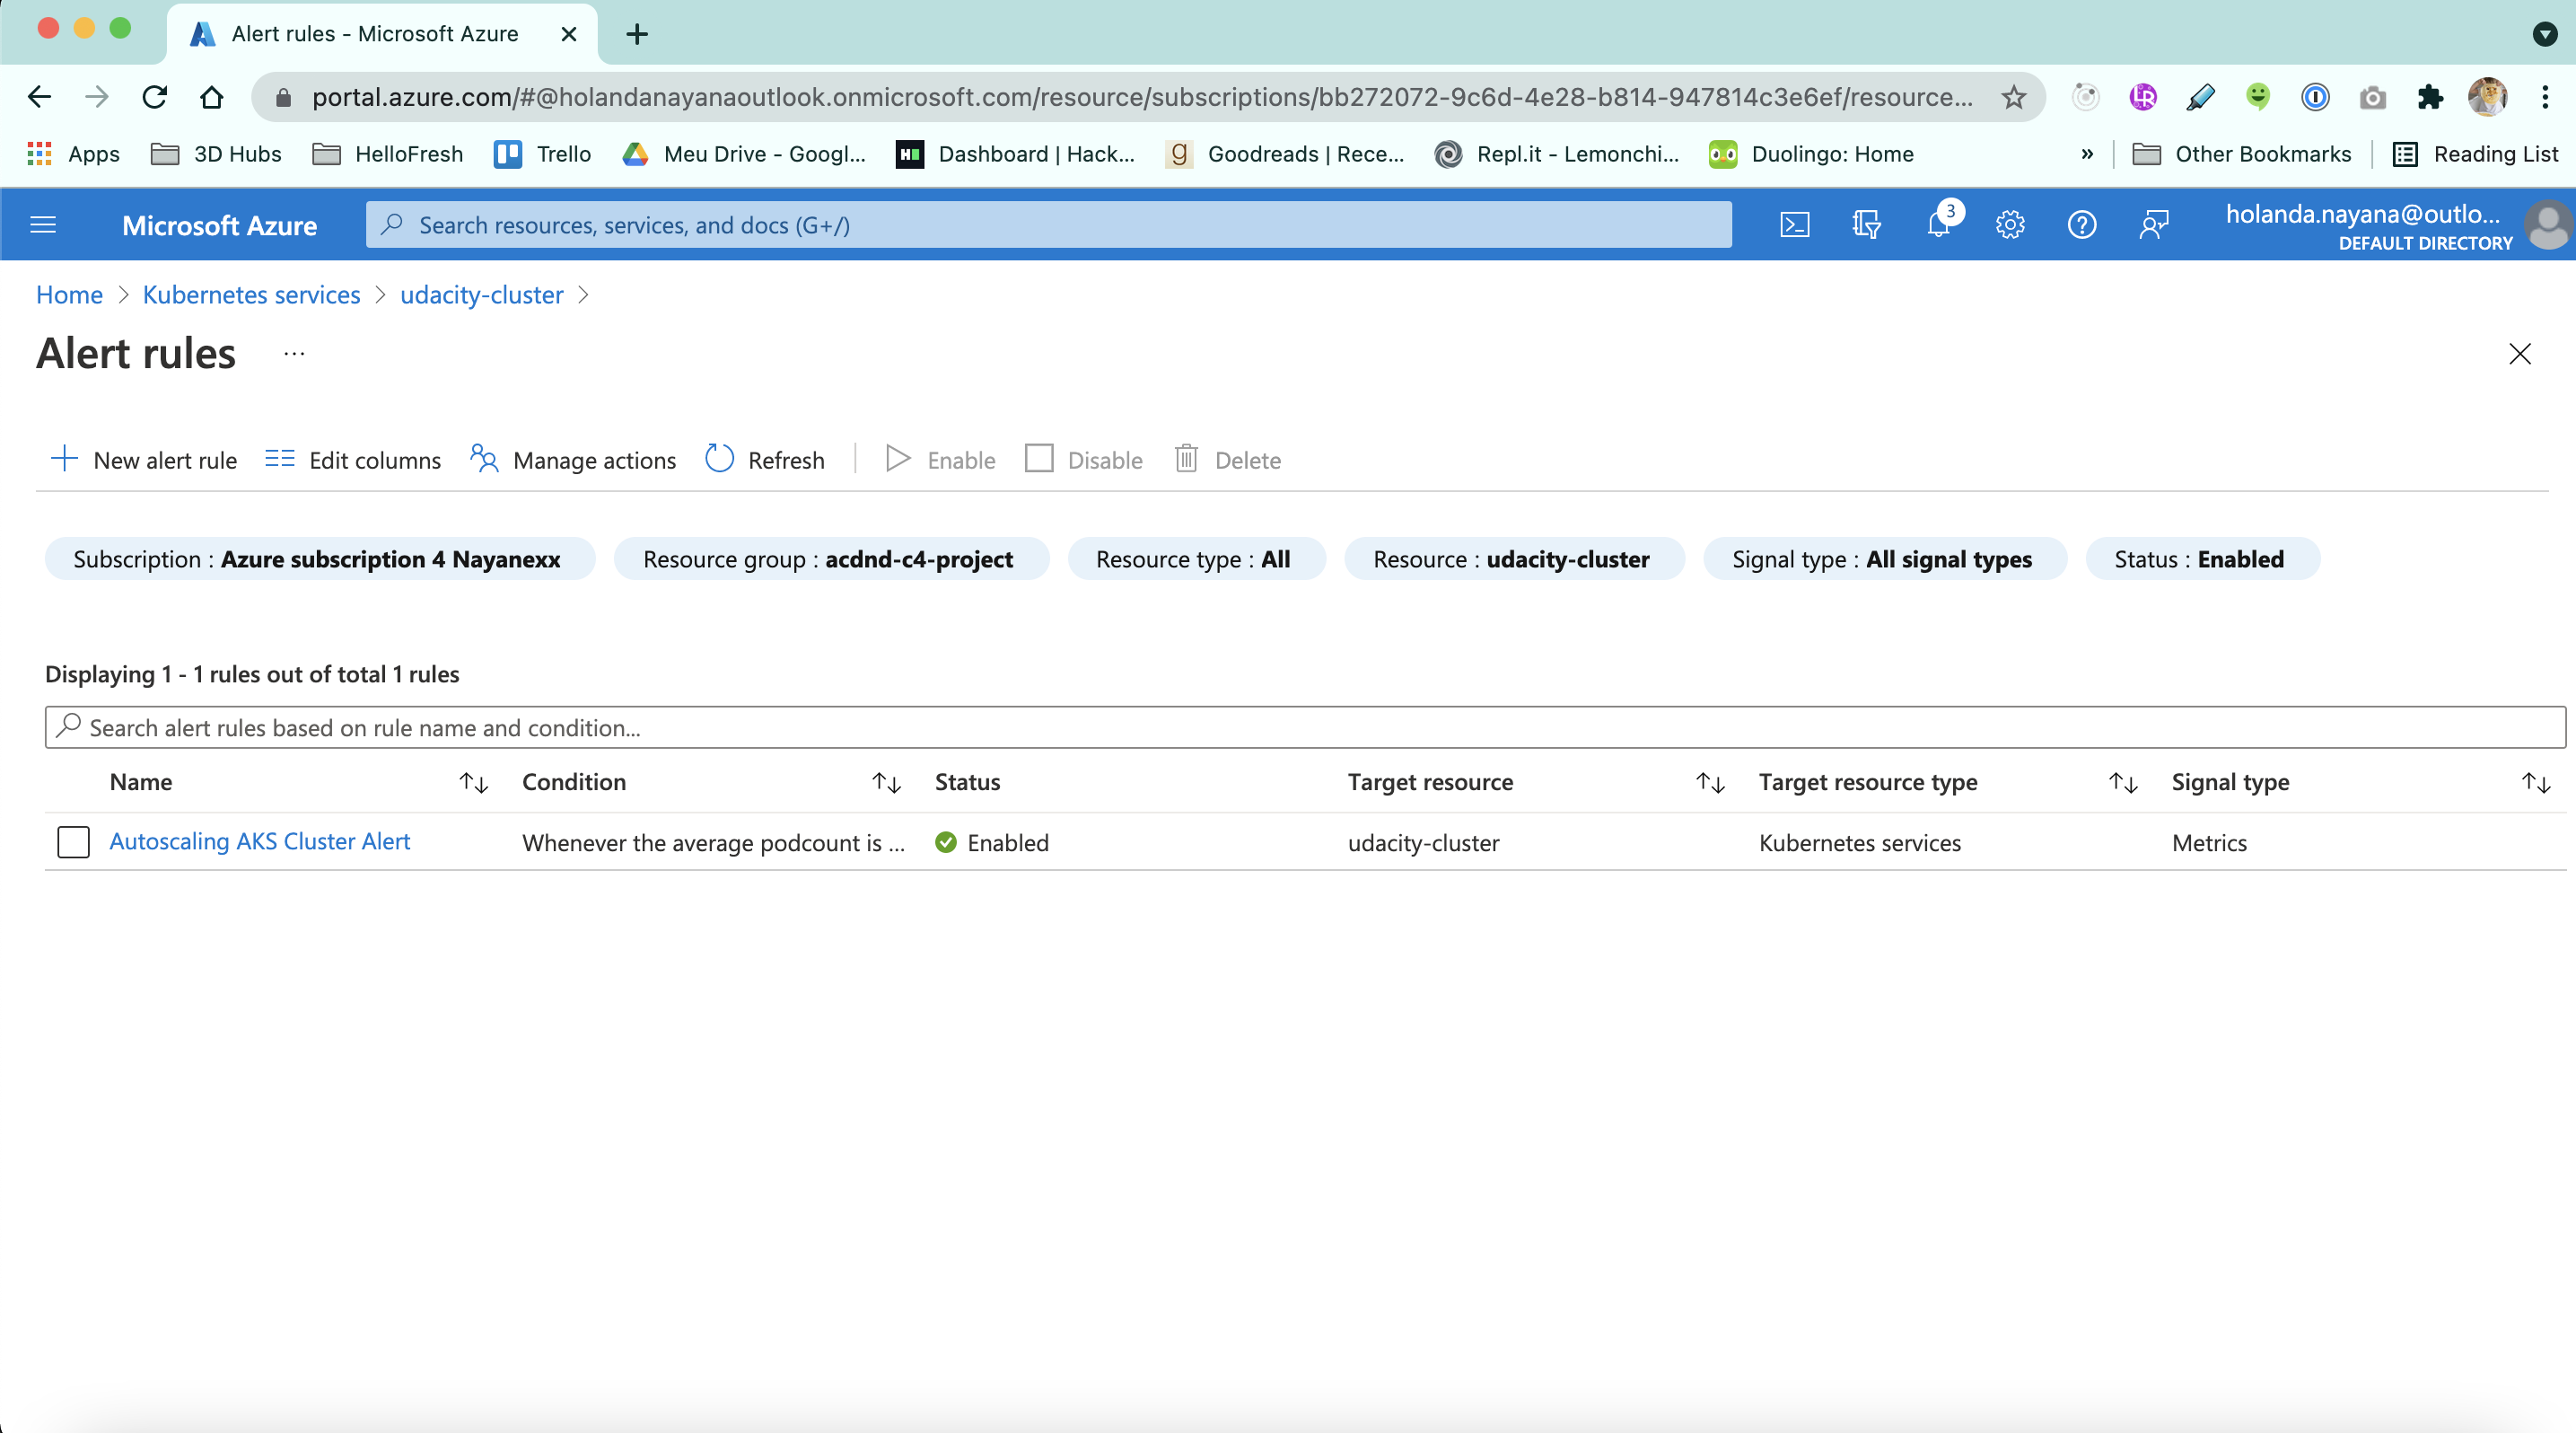 Alert rules - Microsoft Azure
portal.azure.com/#@holandanayanaoutlook.onmicrosoft.com/resource/subscriptions/bb272072-9c6d-4e28-b814-947814c3e6ef/resource...
Apps 3D Hubs HelloFresh Trello Meu Drive - Googl... Dashboard | Hack... Goodreads | Rece... Repl.it - Lemonchi... Duolingo: Home » Other Bookmarks Reading List
Microsoft Azure Search resources, services, and docs (G+/) 3 holanda.nayana@outlo...
DEFAULT DIRECTORY
Home > Kubernetes services > udacity-cluster >
Alert rules ...
New alert rule Edit columns Manage actions Refresh Enable Disable Delete
Subscription : Azure subscription 4 Nayanexx Resource group : acdnd-c4-project Resource type : All Resource : udacity-cluster Signal type : All signal types Status : Enabled
Displaying 1 - 1 rules out of total 1 rules
Search alert rules based on rule name and condition...
Name Condition Status Target resource Target resource type Signal type
Autoscaling AKS Cluster Alert Whenever the average podcount is ... Enabled udacity-cluster Kubernetes services Metrics